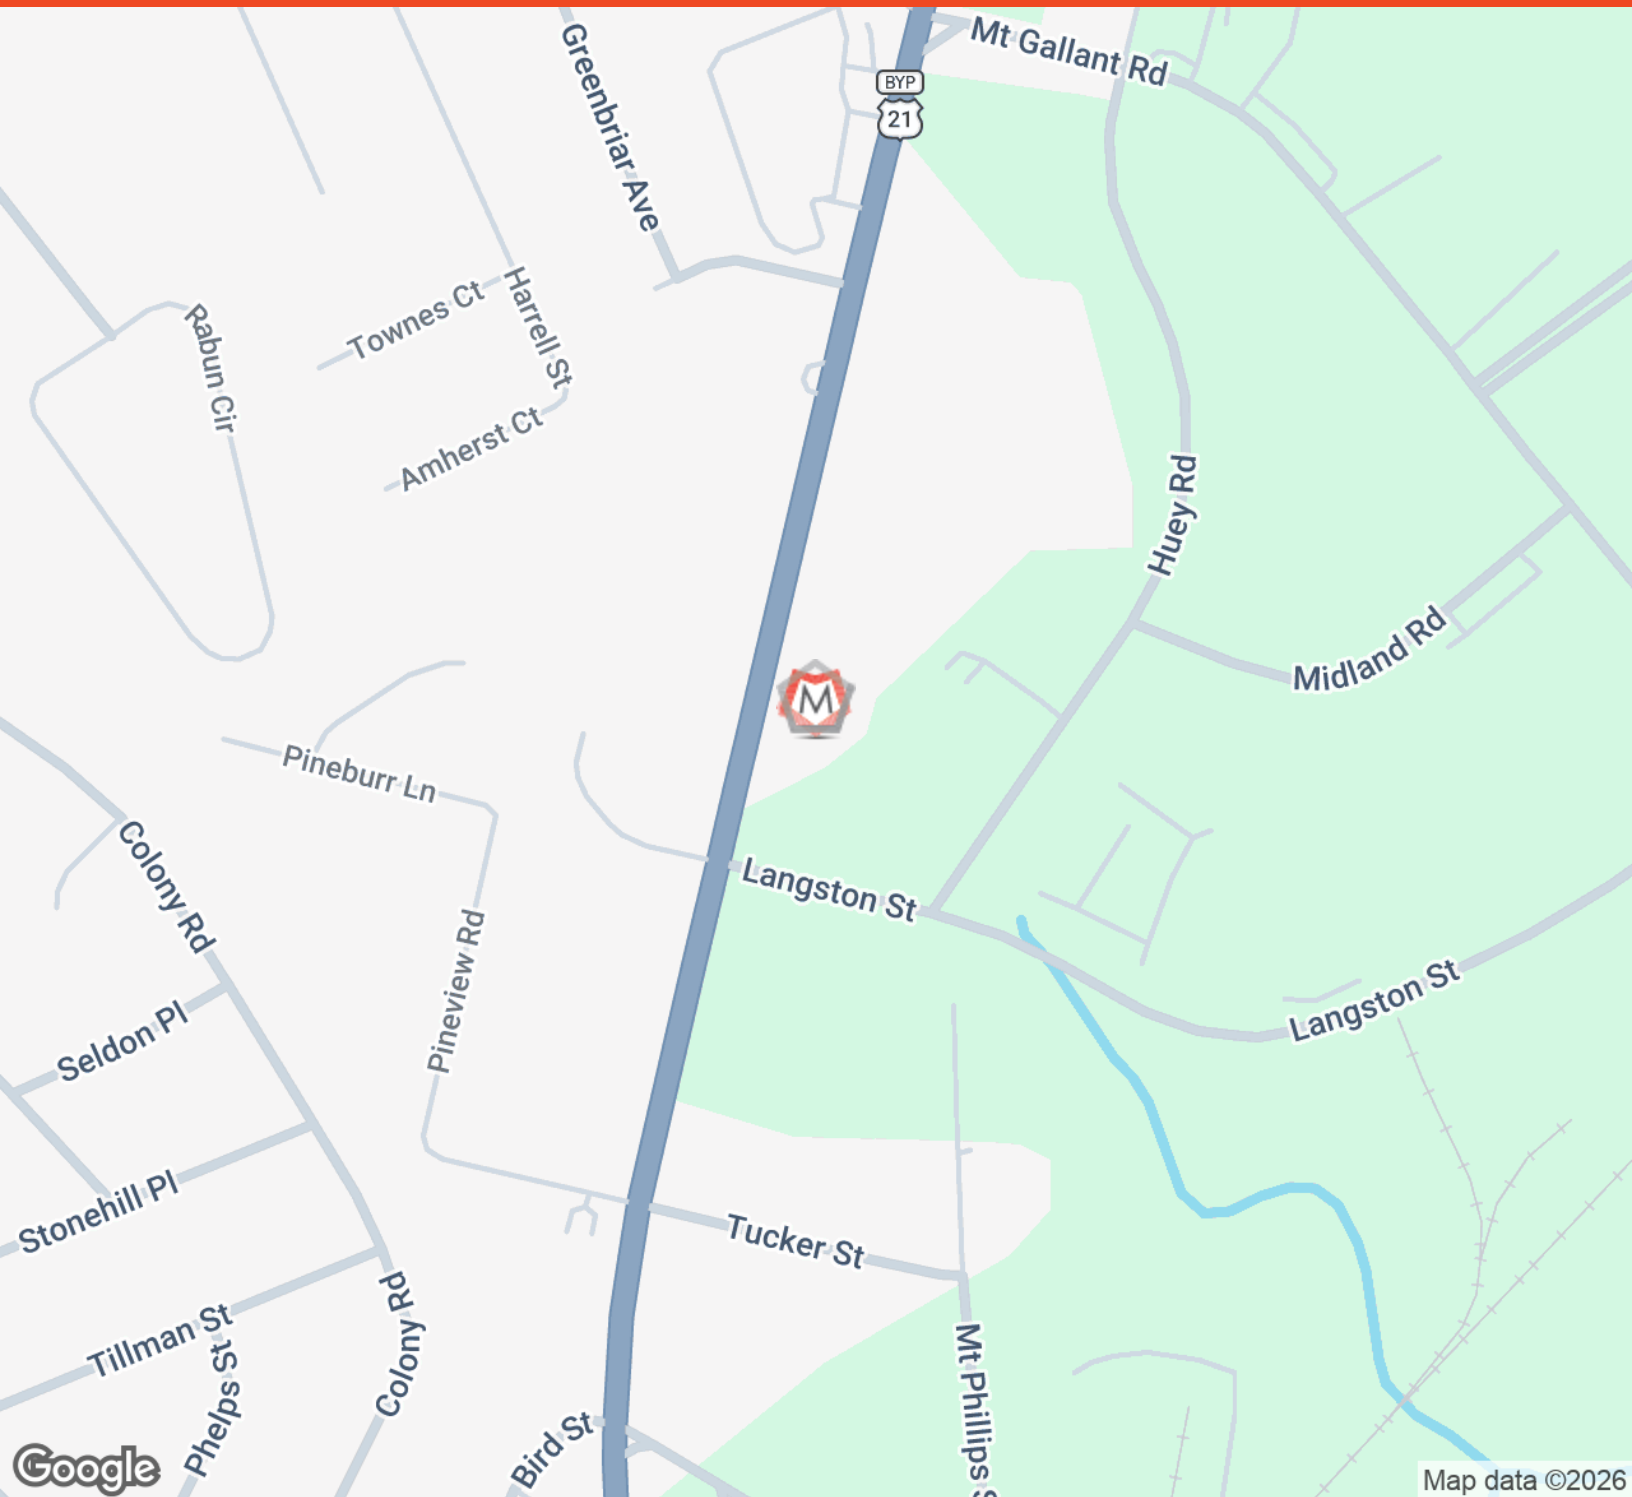 Mt Gallant Rd
Greenbriar Ave
BYP
21
Harrell St
Townes Ct
Rabun Cir
Amherst Ct
Huey Rd
Midland Rd
M
Pineburr Ln
Colony Rd
Langston St
Pineview Rd
Langston St
Seldon Pl
Stonehill Pl
Tucker St
Colony Rd
Tillman St
Phelps St
Mt Phillips S
Bird St
Google
Map data ©2026